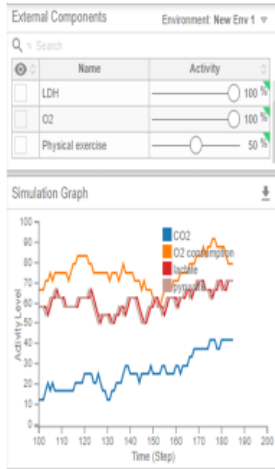 External Components Environment: New Env 1
Search
Name Activity
LDH 100 %
O2 100 %
Physical exercise 50 %
Simulation Graph
CO2
O2 consumption
lactate
pyruvate
Activity Level
100
90
80
70
60
50
40
30
20
10
0
100 110 120 130 140 150 160 170 180 190 200
Time (Step)